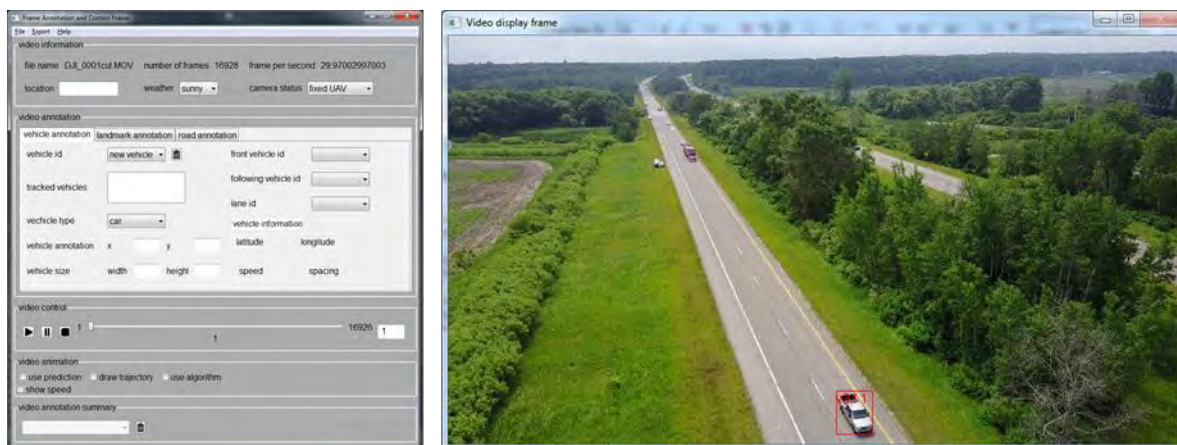 Frame Annotation and Control Frame
File Export Help
video information
file name DJI_0001cut.MOV number of frames 16928 frame per second 29.97002997003
location weather sunny camera status fixed UAV
video annotation
vehicle annotation landmark annotation road annotation
vehicle id new vehicle front vehicle id
tracked vehicles following vehicle id
lane id
vechicle type car vehicle information
vehicle annotation x y latitude longitude
vehicle size width height speed spacing
video control
1 16926 1
1
video animation
use prediction draw trajectory use algorithm
show speed
video annotation summary
Video display frame